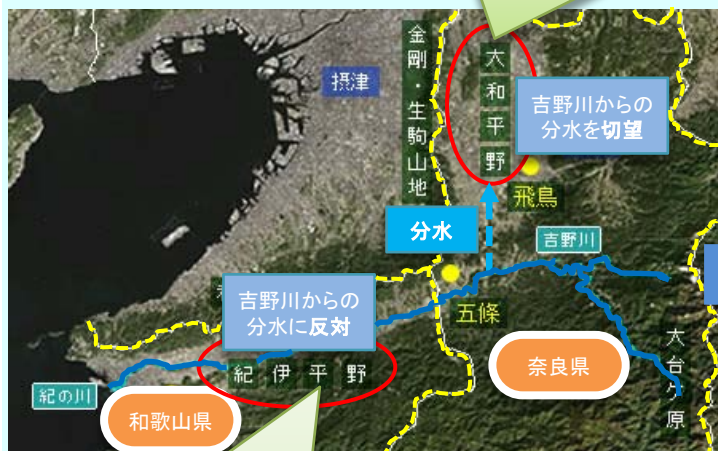 金剛・生駒山地
大和平野
摂津
吉野川からの
分水を切望
飛鳥
分水
吉野川
吉野川からの
分水に反対
五條
紀伊平野
紀の川
和歌山県
奈良県
大台ケ原